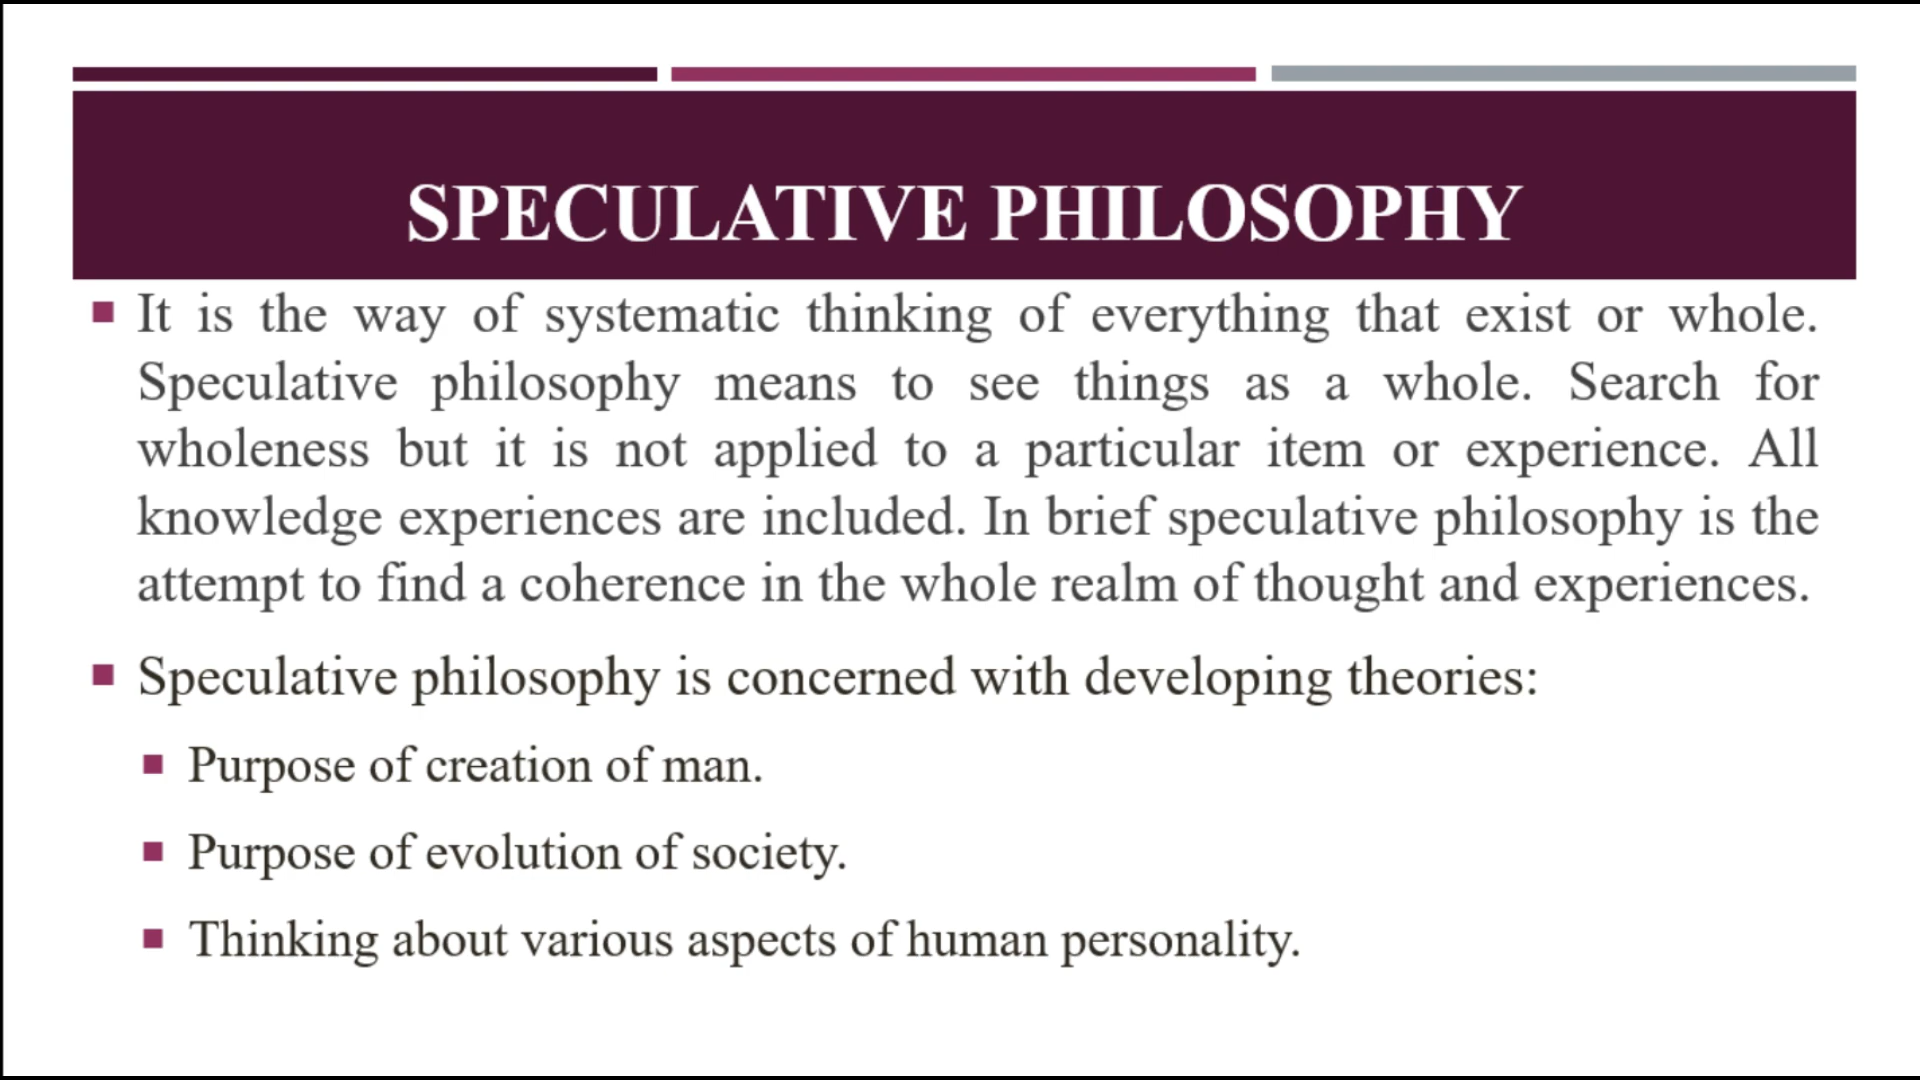 SPECULATIVE PHILOSOPHY
It is the way of systematic thinking of everything that exist or whole.
Speculative philosophy means to see things as a whole. Search for
wholeness but it is not applied to a particular item or experience. All
knowledge experiences are included. In brief speculative philosophy is the
attempt to find a coherence in the whole realm of thought and experiences.
Speculative philosophy is concerned with developing theories:
Purpose of creation of man.
Purpose of evolution of society.
Thinking about various aspects of human personality.